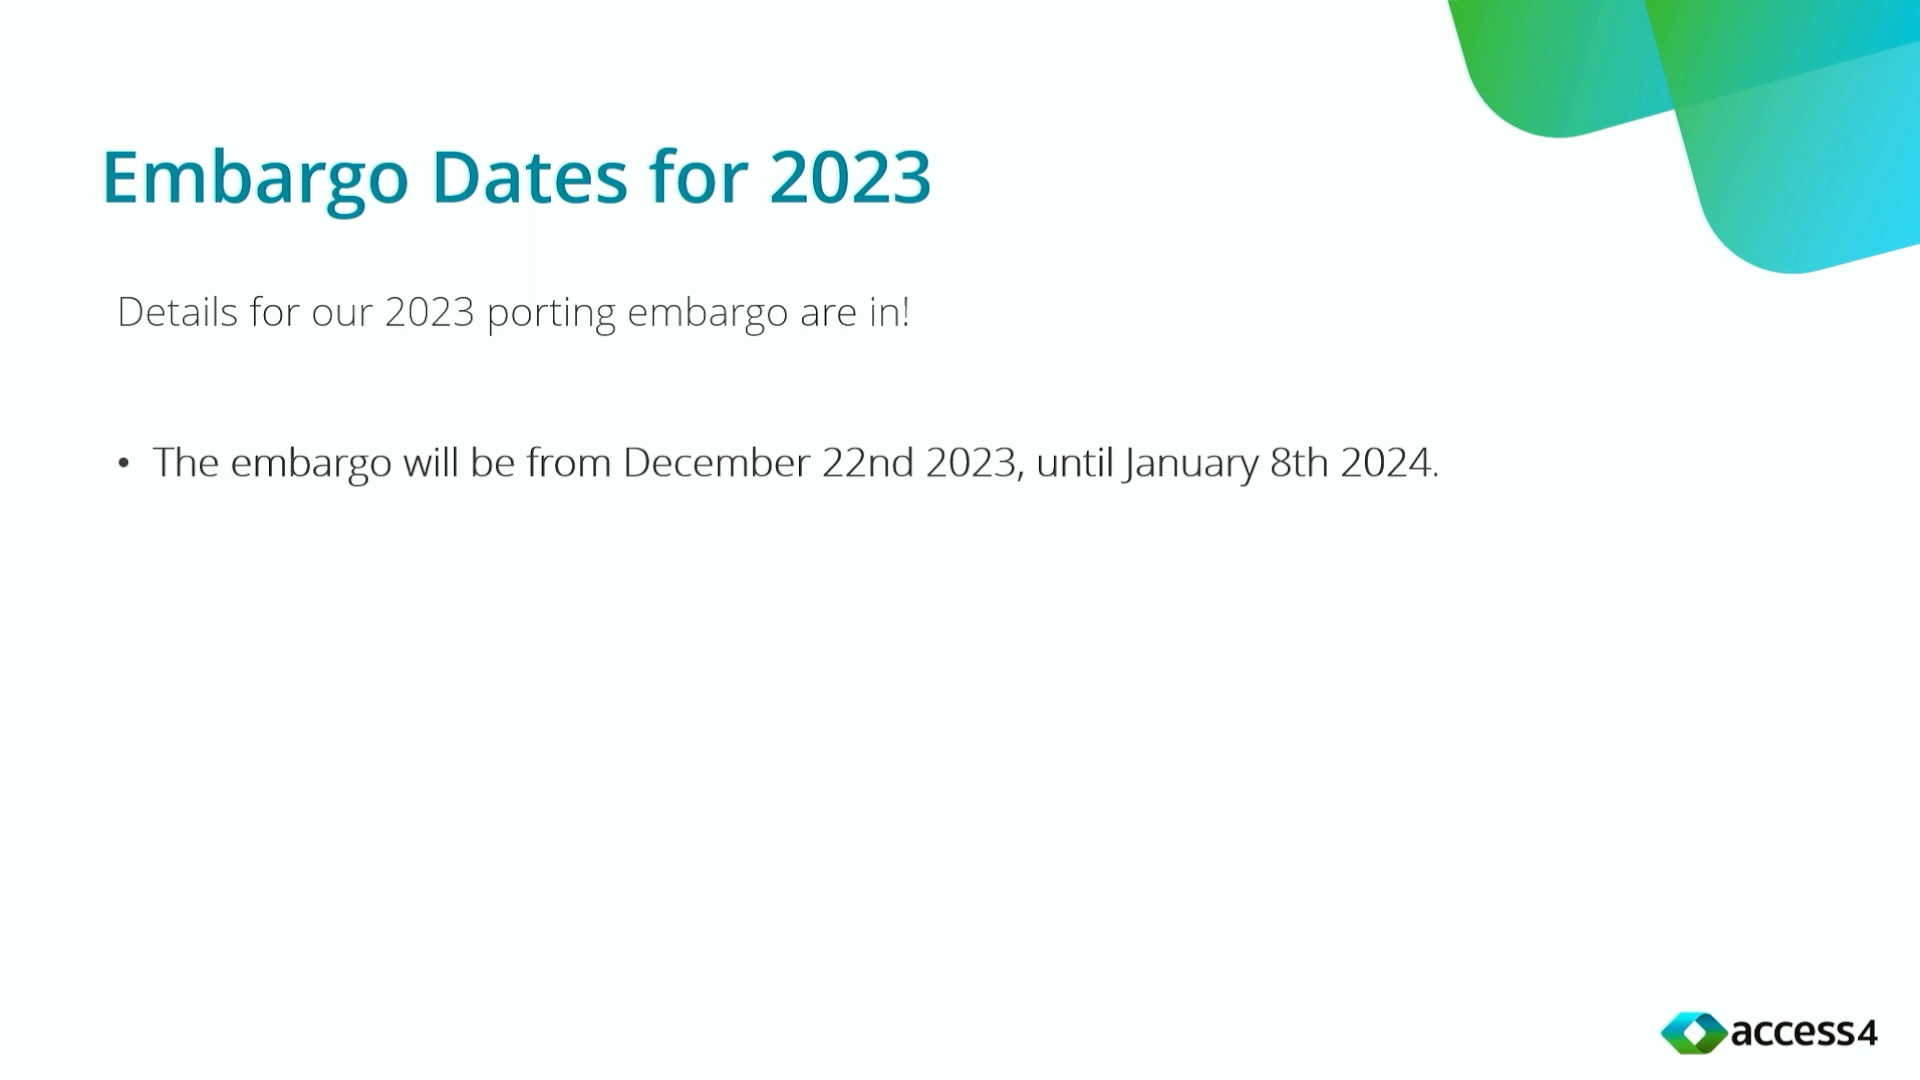 Embargo Dates for 2023
Details for our 2023 porting embargo are in!
• The embargo will be from December 22nd 2023, until January 8th 2024.
access4